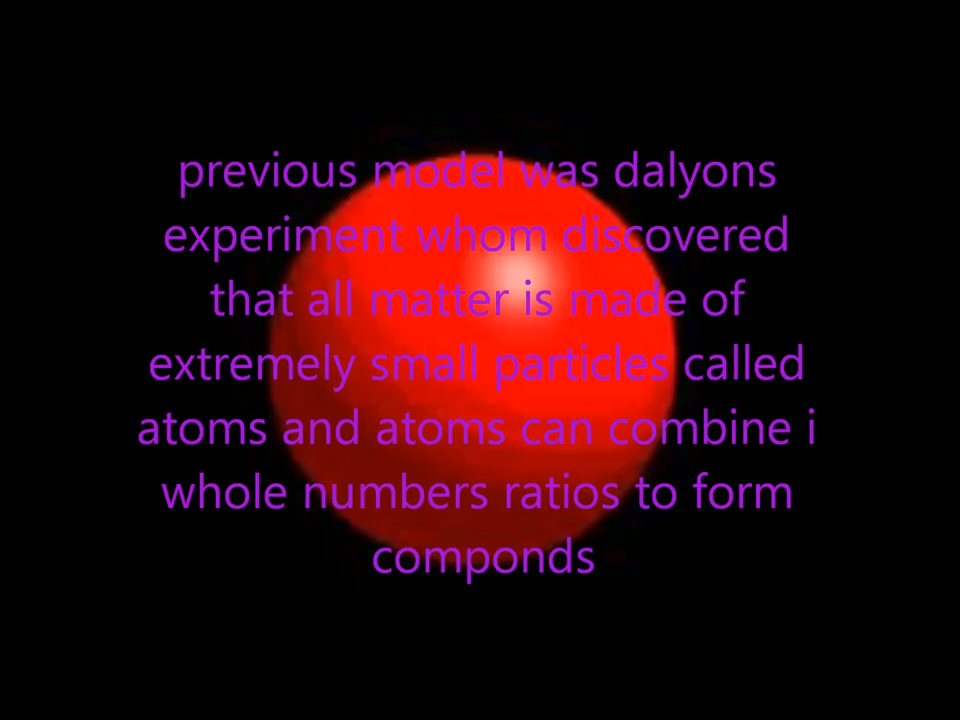 previous model was dalyons
experiment whom discovered
that all matter is made of
extremely small particles called
atoms and atoms can combine i
whole numbers ratios to form
componds